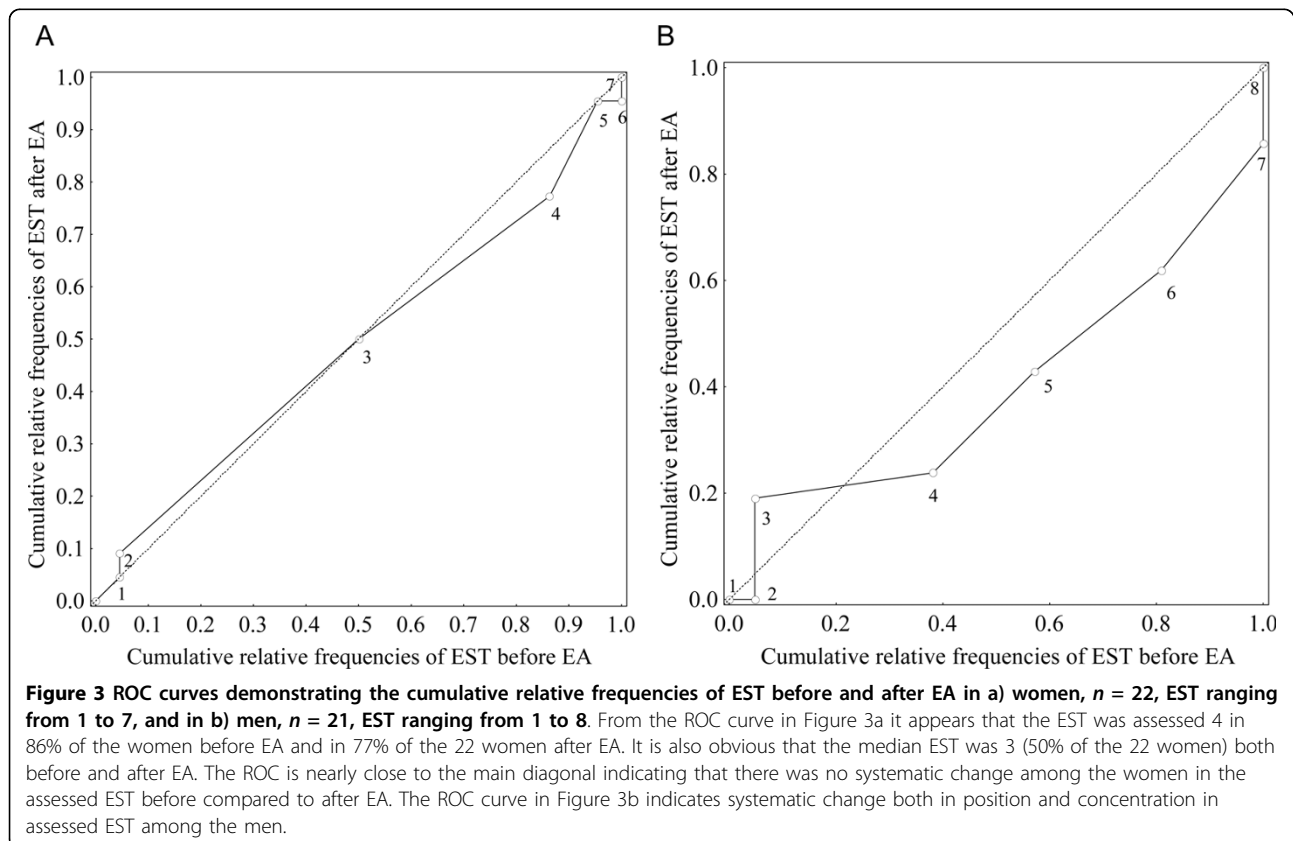 A
B
Cumulative relative frequencies of EST after EA
1.0
0.9
0.8
0.7
0.6
0.5
0.4
0.3
0.2
0.1
0.0
7
5
6
4
3
2
1
0.0 0.1 0.2 0.3 0.4 0.5 0.6 0.7 0.8 0.9 1.0
Cumulative relative frequencies of EST before EA
Cumulative relative frequencies of EST after EA
1.0
0.8
0.6
0.4
0.2
0.0
8
7
6
5
4
3
1
2
0.0 0.2 0.4 0.6 0.8 1.0
Cumulative relative frequencies of EST before EA
Figure 3 ROC curves demonstrating the cumulative relative frequencies of EST before and after EA in a) women, n = 22, EST ranging
from 1 to 7, and in b) men, n = 21, EST ranging from 1 to 8. From the ROC curve in Figure 3a it appears that the EST was assessed 4 in
86% of the women before EA and in 77% of the 22 women after EA. It is also obvious that the median EST was 3 (50% of the 22 women) both
before and after EA. The ROC is nearly close to the main diagonal indicating that there was no systematic change among the women in the
assessed EST before compared to after EA. The ROC curve in Figure 3b indicates systematic change both in position and concentration in
assessed EST among the men.